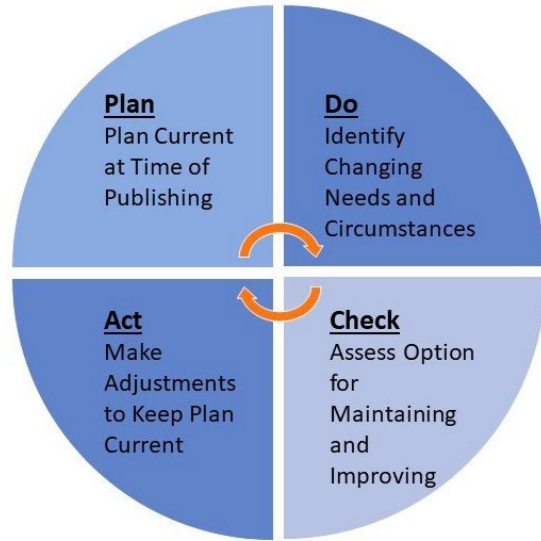 Plan
Plan Current
at Time of
Publishing
Do
Identify
Changing
Needs and
Circumstances
Act
Make
Adjustments
to Keep Plan
Current
Check
Assess Option
for
Maintaining
and
Improving